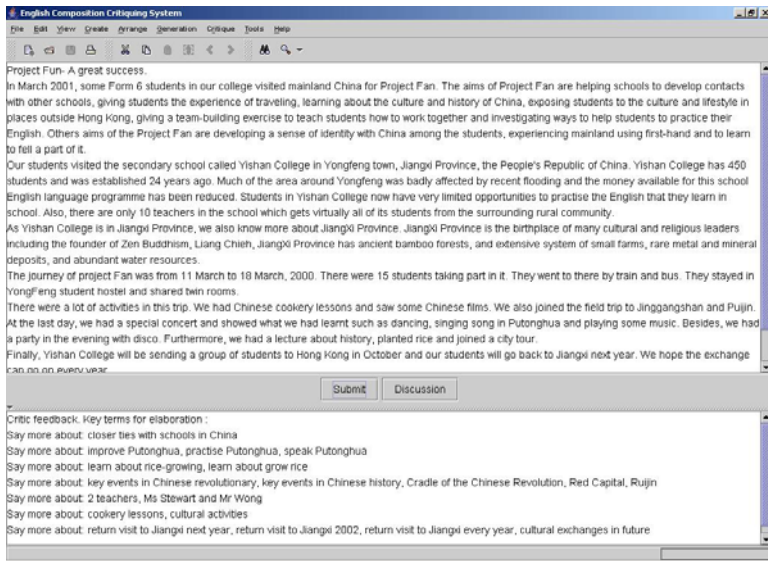 English Composition Critiquing System
File Edit View Create Arrange Generation Critique Tools Help
Project Fun- A great success.
In March 2001, some Form 6 students in our college visited mainland China for Project Fan. The aims of Project Fan are helping schools to develop contacts
with other schools, giving students the experience of traveling, learning about the culture and history of China, exposing students to the culture and lifestyle in
places outside Hong Kong, giving a team-building exercise to teach students how to work together and investigating ways to help students to practice their
English. Others aims of the Project Fan are developing a sense of identity with China among the students, experiencing mainland using first-hand and to learn
to fell a part of it.
Our students visited the secondary school called Yishan College in Yongfeng town, Jiangxi Province, the People's Republic of China. Yishan College has 450
students and was established 24 years ago. Much of the area around Yongfeng was badly affected by recent flooding and the money available for this school
English language programme has been reduced. Students in Yishan College now have very limited opportunities to practise the English that they learn in
school. Also, there are only 10 teachers in the school which gets virtually all of its students from the surrounding rural community.
As Yishan College is in Jiangxi Province, we also know more about JiangXi Province. JiangXi Province is the birthplace of many cultural and religious leaders
including the founder of Zen Buddhism, Liang Chieh, JiangXi Province has ancient bamboo forests, and extensive system of small farms, rare metal and mineral
deposits, and abundant water resources.
The journey of project Fan was from 11 March to 18 March, 2000. There were 15 students taking part in it. They went to there by train and bus. They stayed in
YongFeng student hostel and shared twin rooms.
There were a lot of activities in this trip. We had Chinese cookery lessons and saw some Chinese films. We also joined the field trip to Jinggangshan and Puijin.
At the last day, we had a special concert and showed what we had learnt such as dancing, singing song in Putonghua and playing some music. Besides, we had
a party in the evening with disco. Furthermore, we had a lecture about history, planted rice and joined a city tour.
Finally, Yishan College will be sending a group of students to Hong Kong in October and our students will go back to Jiangxi next year. We hope the exchange
can go on every year
Submit Discussion
Critic feedback. Key terms for elaboration :
Say more about: closer ties with schools in China
Say more about: improve Putonghua, practise Putonghua, speak Putonghua
Say more about: learn about rice-growing, learn about grow rice
Say more about: key events in Chinese revolutionary, key events in Chinese history, Cradle of the Chinese Revolution, Red Capital, Ruijin
Say more about: 2 teachers, Ms Stewart and Mr Wong
Say more about: cookery lessons, cultural activities
Say more about: return visit to Jiangxi next year, return visit to Jiangxi 2002, return visit to Jiangxi every year, cultural exchanges in future